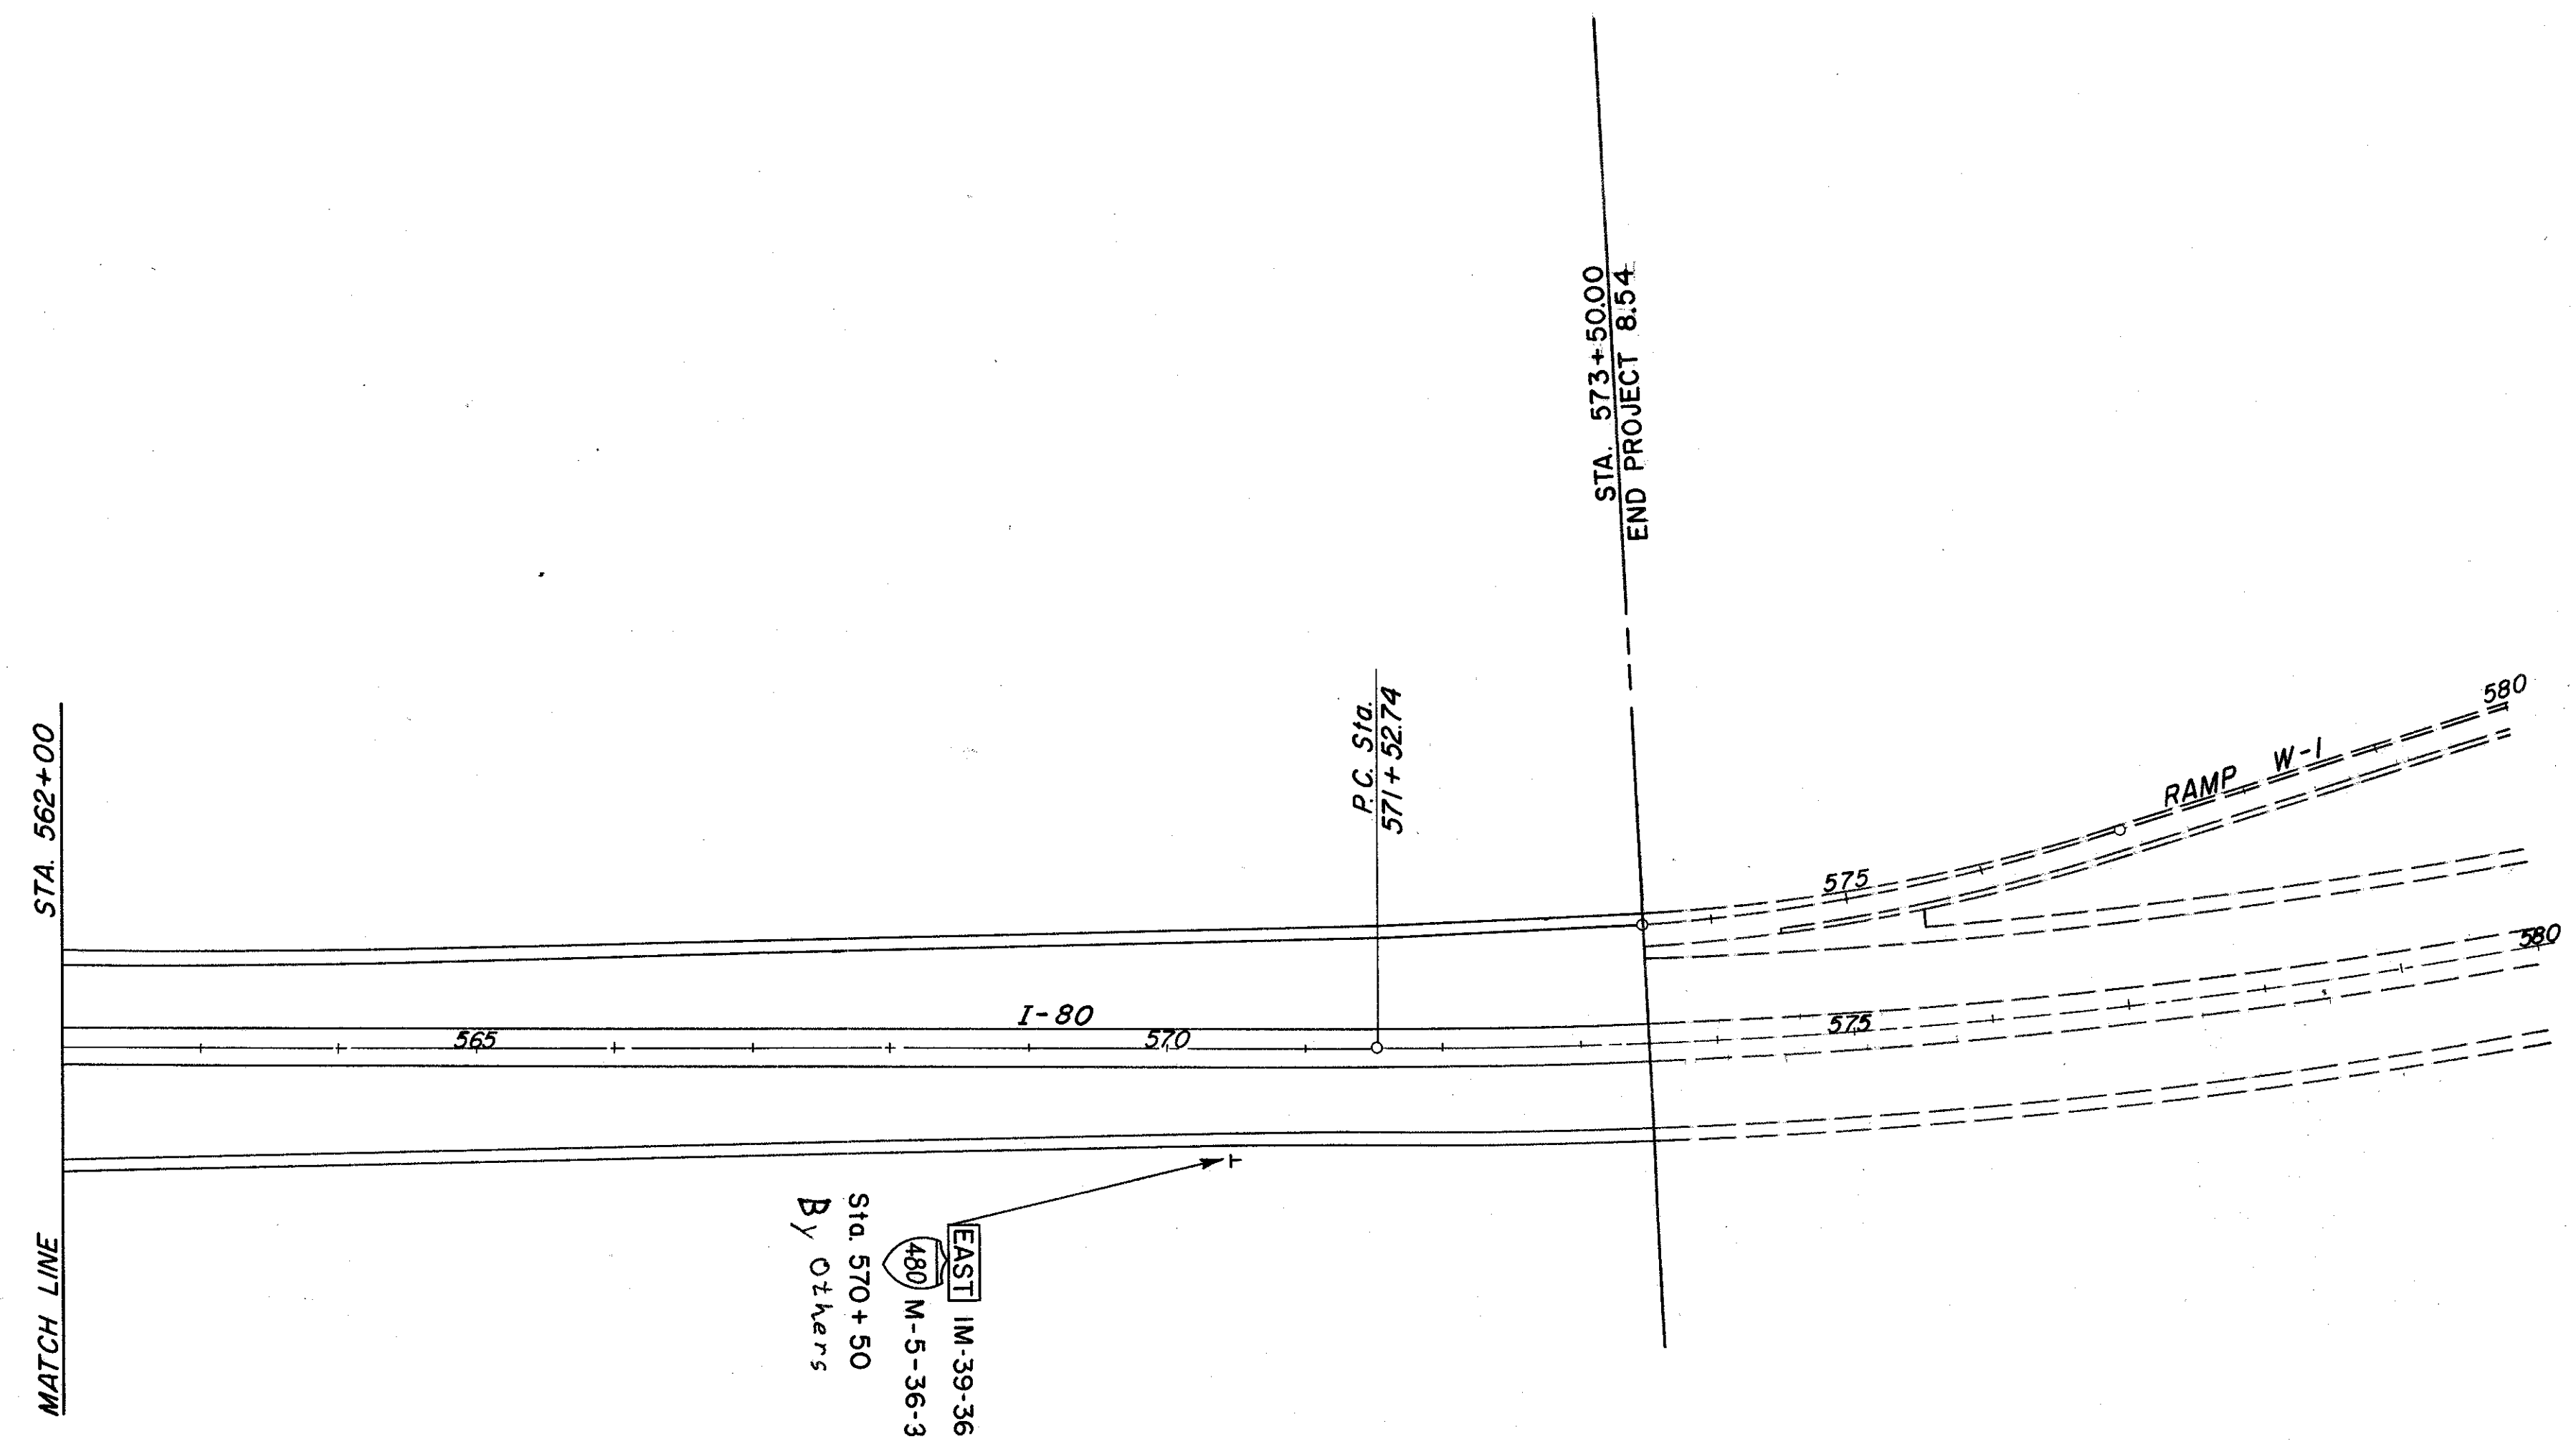 STA. 562+00
MATCH LINE
565
I-80
570
P.C. Sta.
571+52.74
STA. 573+50.00
END PROJECT 8.54
575
RAMP W-1
580
575
580
EAST IM-39-36
480 M-5-36-3
Sta. 570+50
By Others